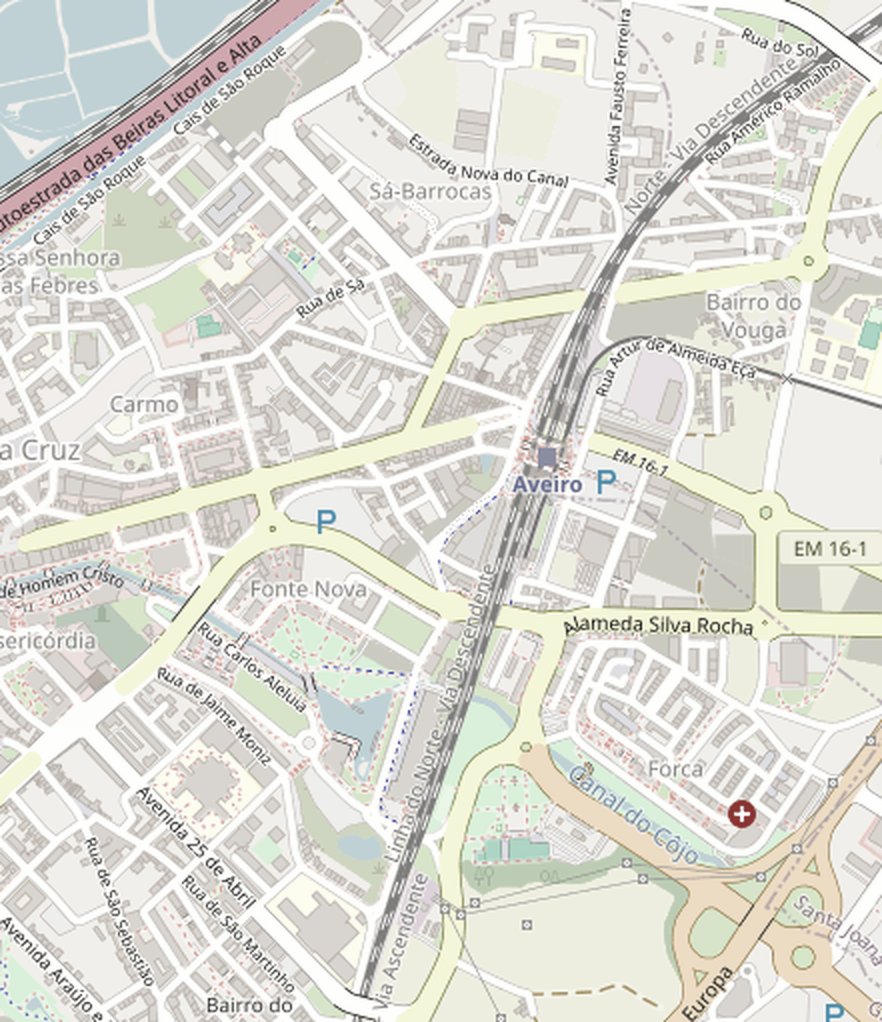 Rua do Sol
Autoestrada das Beiras Litoral e Alta
Cais de São Roque
Avenida Fausto Ferreira
Norte - Via Descendente
Rua Américo Ramalho
Estrada Nova do Canal
Sá-Barrocas
Cais de São Roque
ssa Senhora
as Febres
Rua de Sá
Bairro do
Vouga
Rua Artur de Almeida Eça
Carmo
a Cruz
EM 16-1
Aveiro
P
P
EM 16-1
de Homem Cristo
Fonte Nova
Linha do Norte - Via Descendente
Alameda Silva Rocha
sericórdia
Rua Carlos Aleluia
Rua de Jaime Moniz
Forca
Canal do Côjo
Avenida 25 de Abril
Rua de São Sebastião
Rua de São Martinho
Via Ascendente
Santa Joana
Avenida Araújo e
Europa
Bairro do
P